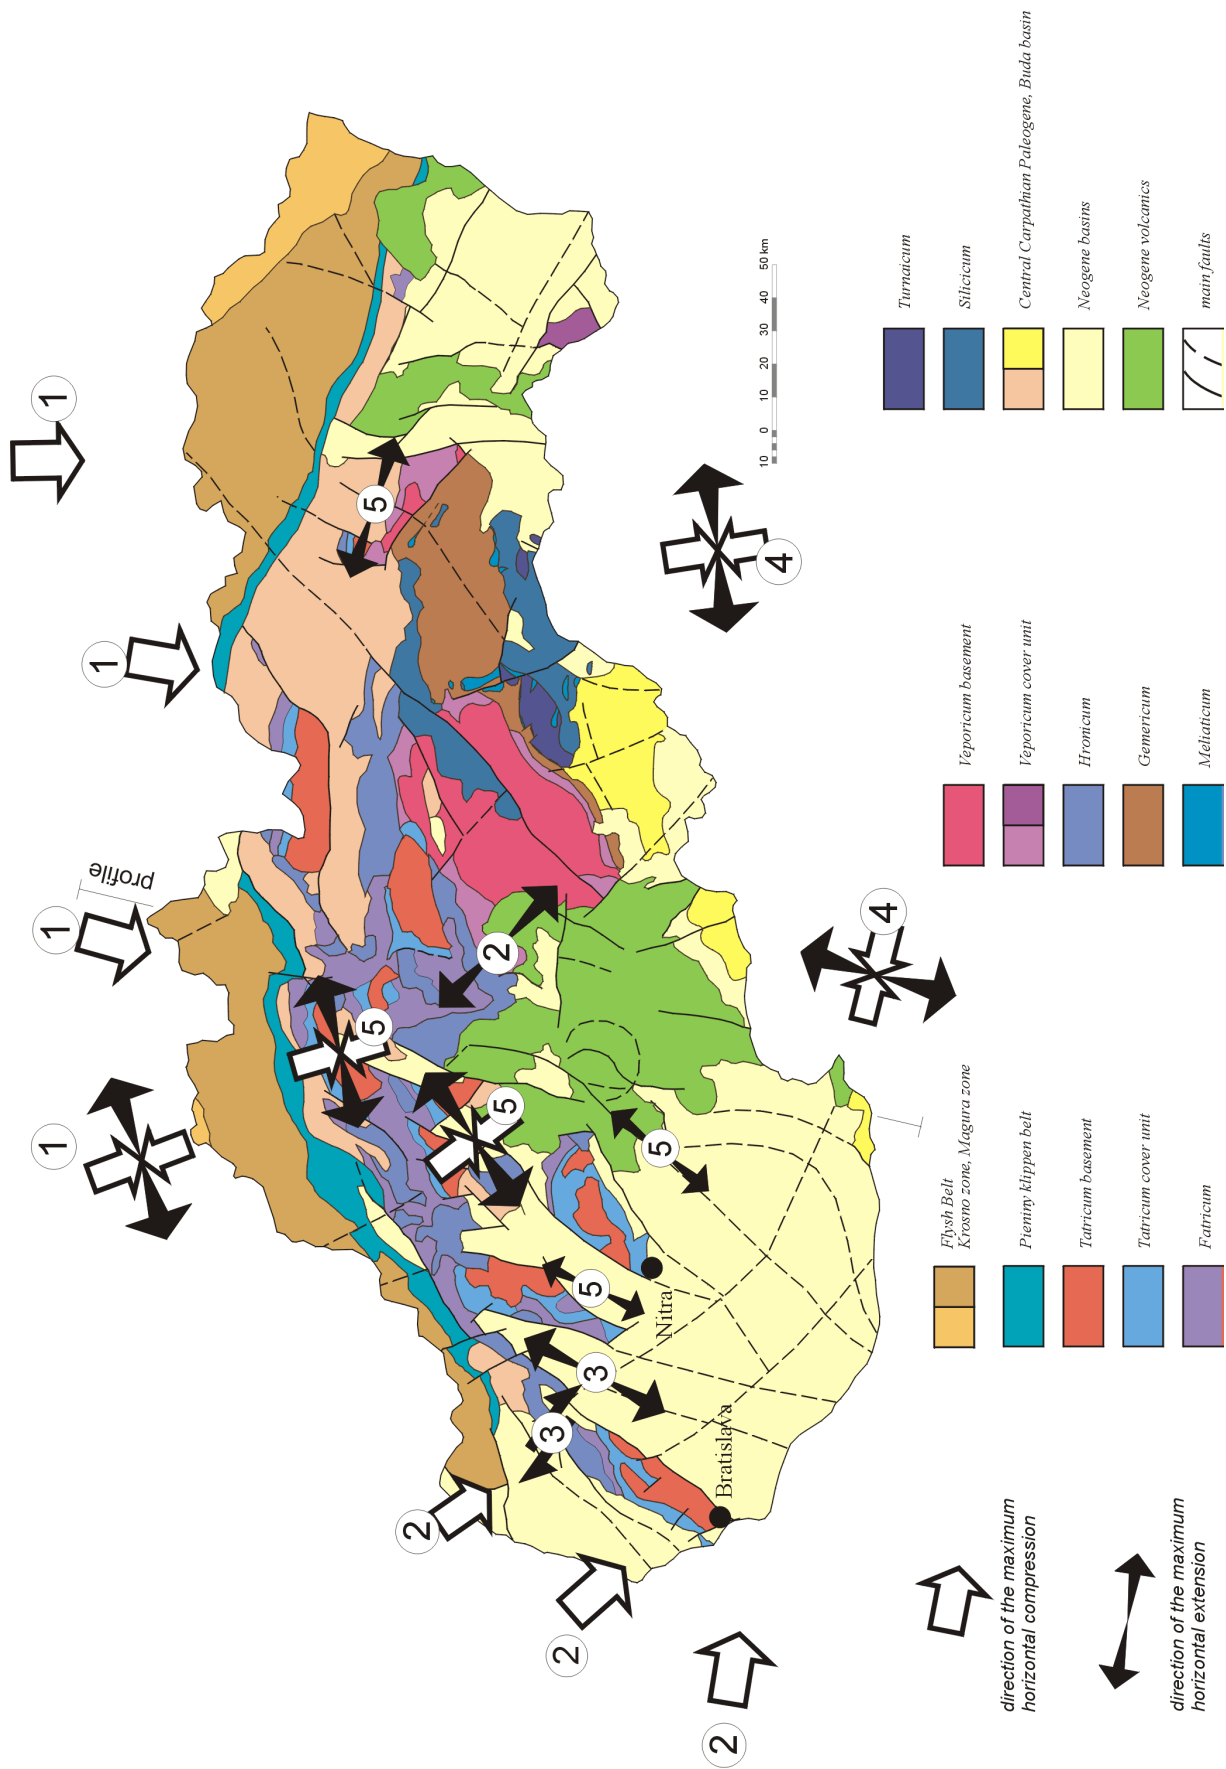 1
1
1
1
profile
5
5
2
5
5
5
3
3
2
2
2
4
4
Nitra
Bratislava
10 0 10 20 30 40 50 km
direction of the maximum
horizontal compression
direction of the maximum
horizontal extension
Flysh Belt
Krosno zone, Magura zone
Pieniny klippen belt
Tatricum basement
Tatricum cover unit
Fatricum
Veporicum basement
Veporicum cover unit
Hronicum
Gemericum
Meliaticum
Turnaicum
Silicicum
Central Carpathian Paleogene, Buda basin
Neogene basins
Neogene volcanics
main faults